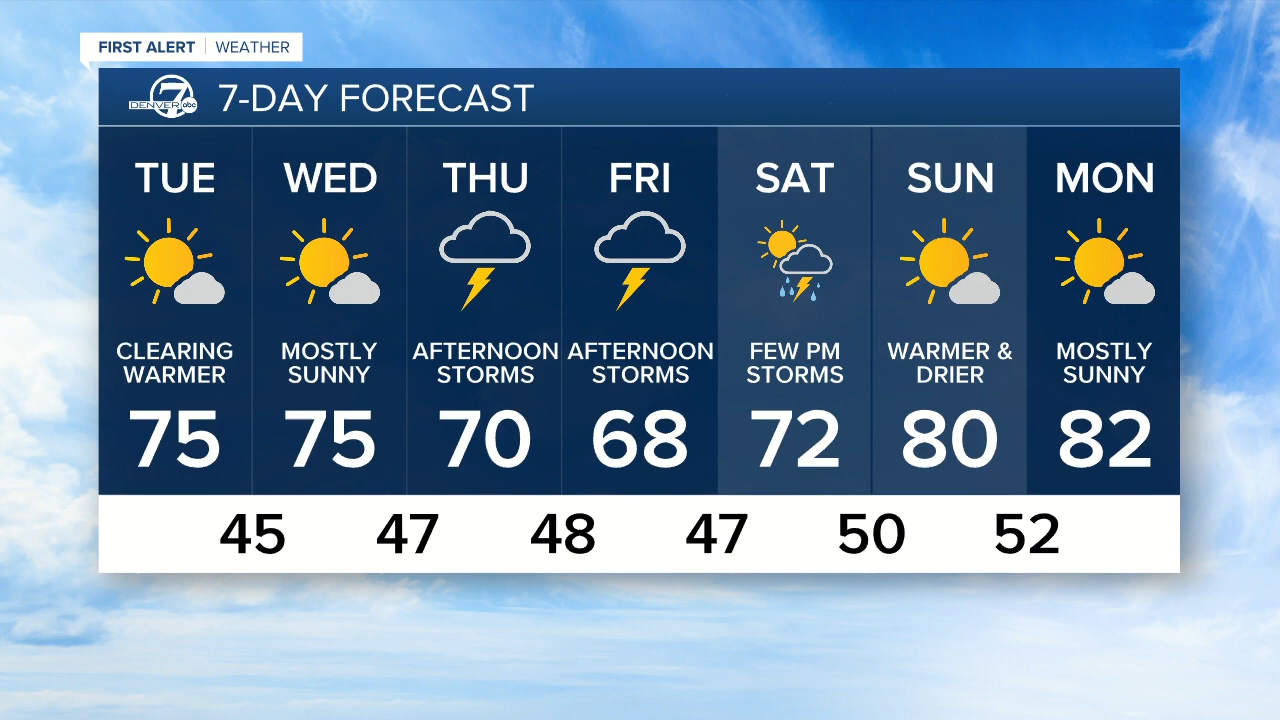 FIRST ALERT | WEATHER
7 DENVER abc
7-DAY FORECAST
TUE WED THU FRI SAT SUN MON
CLEARING MOSTLY AFTERNOON AFTERNOON FEW PM WARMER & MOSTLY
WARMER SUNNY STORMS STORMS STORMS DRIER SUNNY
75 75 70 68 72 80 82
45 47 48 47 50 52